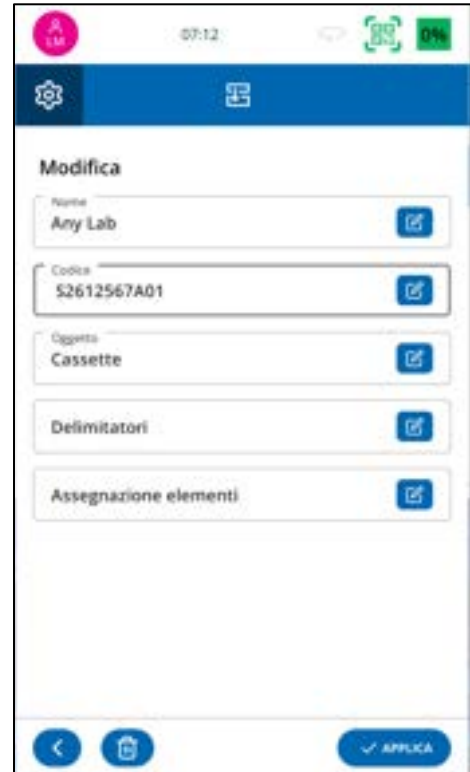 LM
07:12
0%
Modifica
Nome
Any Lab
Codice
S2612567A01
Oggetto
Cassette
Delimitatori
Assegnazione elementi
APPLICA